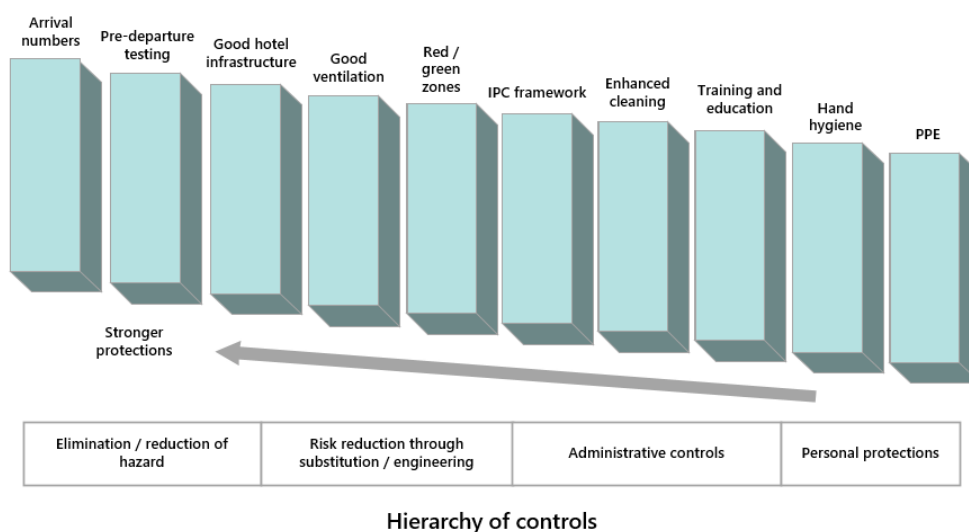 Arrival
numbers
Pre-departure
testing
Good hotel
infrastructure
Good
ventilation
Red /
green
zones
IPC framework
Enhanced
cleaning
Training and
education
Hand
hygiene
PPE
Stronger
protections
Elimination / reduction of
hazard
Risk reduction through
substitution / engineering
Administrative controls
Personal protections
Hierarchy of controls